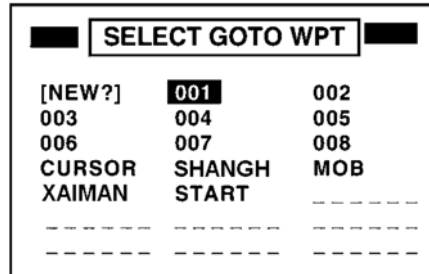 SELECT GOTO WPT
[NEW?] 001 002
003 004 005
006 007 008
CURSOR SHANGH MOB
XAIMAN START ------
------ ------ ------
------ ------ ------